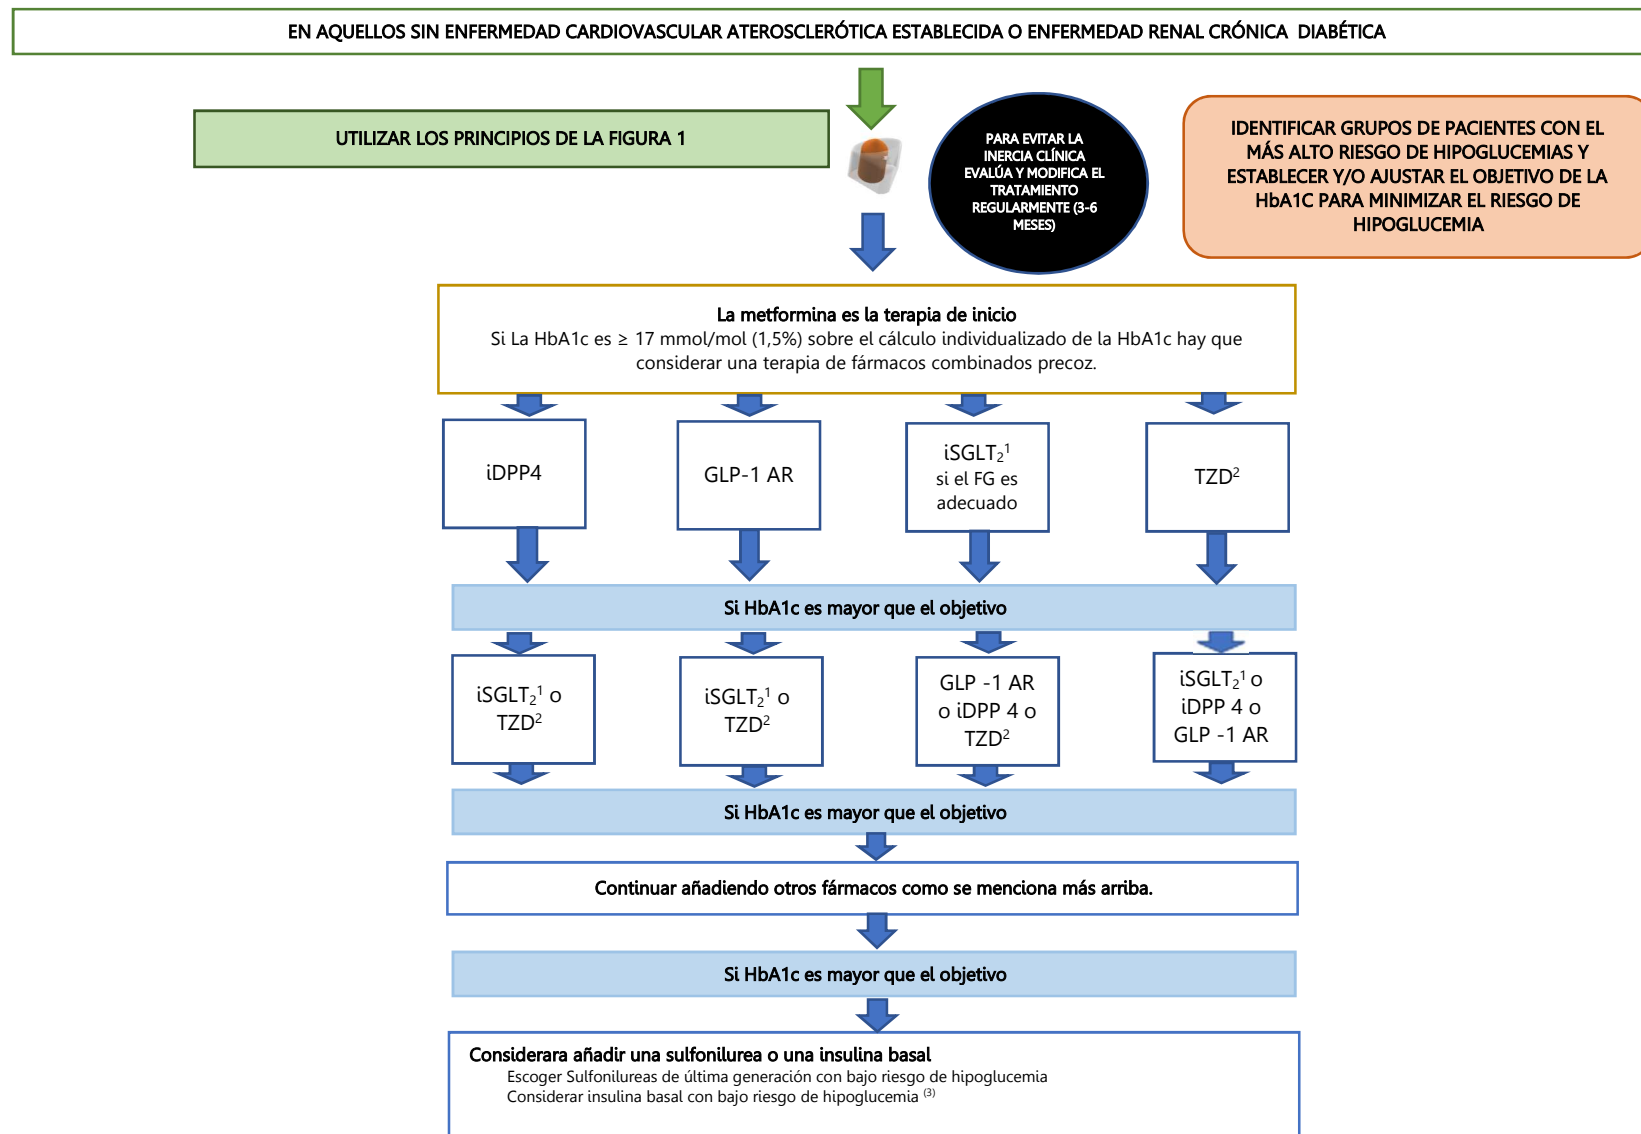 EN AQUELLOS SIN ENFERMEDAD CARDIOVASCULAR ATEROSCLERÓTICA ESTABLECIDA O ENFERMEDAD RENAL CRÓNICA DIABÉTICA
UTILIZAR LOS PRINCIPIOS DE LA FIGURA 1
PARA EVITAR LA
INERCIA CLÍNICA
EVALÚA Y MODIFICA EL
TRATAMIENTO
REGULARMENTE (3-6
MESES)
IDENTIFICAR GRUPOS DE PACIENTES CON EL
MÁS ALTO RIESGO DE HIPOGLUCEMIAS Y
ESTABLECER Y/O AJUSTAR EL OBJETIVO DE LA
HbA1C PARA MINIMIZAR EL RIESGO DE
HIPOGLUCEMIA
La metformina es la terapia de inicio
Si La HbA1c es ≥ 17 mmol/mol (1,5%) sobre el cálculo individualizado de la HbA1c hay que
considerar una terapia de fármacos combinados precoz.
iDPP4
GLP-1 AR
iSGLT₂¹
si el FG es
adecuado
TZD²
Si HbA1c es mayor que el objetivo
iSGLT₂¹ o
TZD²
iSGLT₂¹ o
TZD²
GLP -1 AR
o iDPP 4 o
TZD²
iSGLT₂¹ o
iDPP 4 o
GLP -1 AR
Si HbA1c es mayor que el objetivo
Continuar añadiendo otros fármacos como se menciona más arriba.
Si HbA1c es mayor que el objetivo
Considerara añadir una sulfonilurea o una insulina basal
Escoger Sulfonilureas de última generación con bajo riesgo de hipoglucemia
Considerar insulina basal con bajo riesgo de hipoglucemia ⁽³⁾